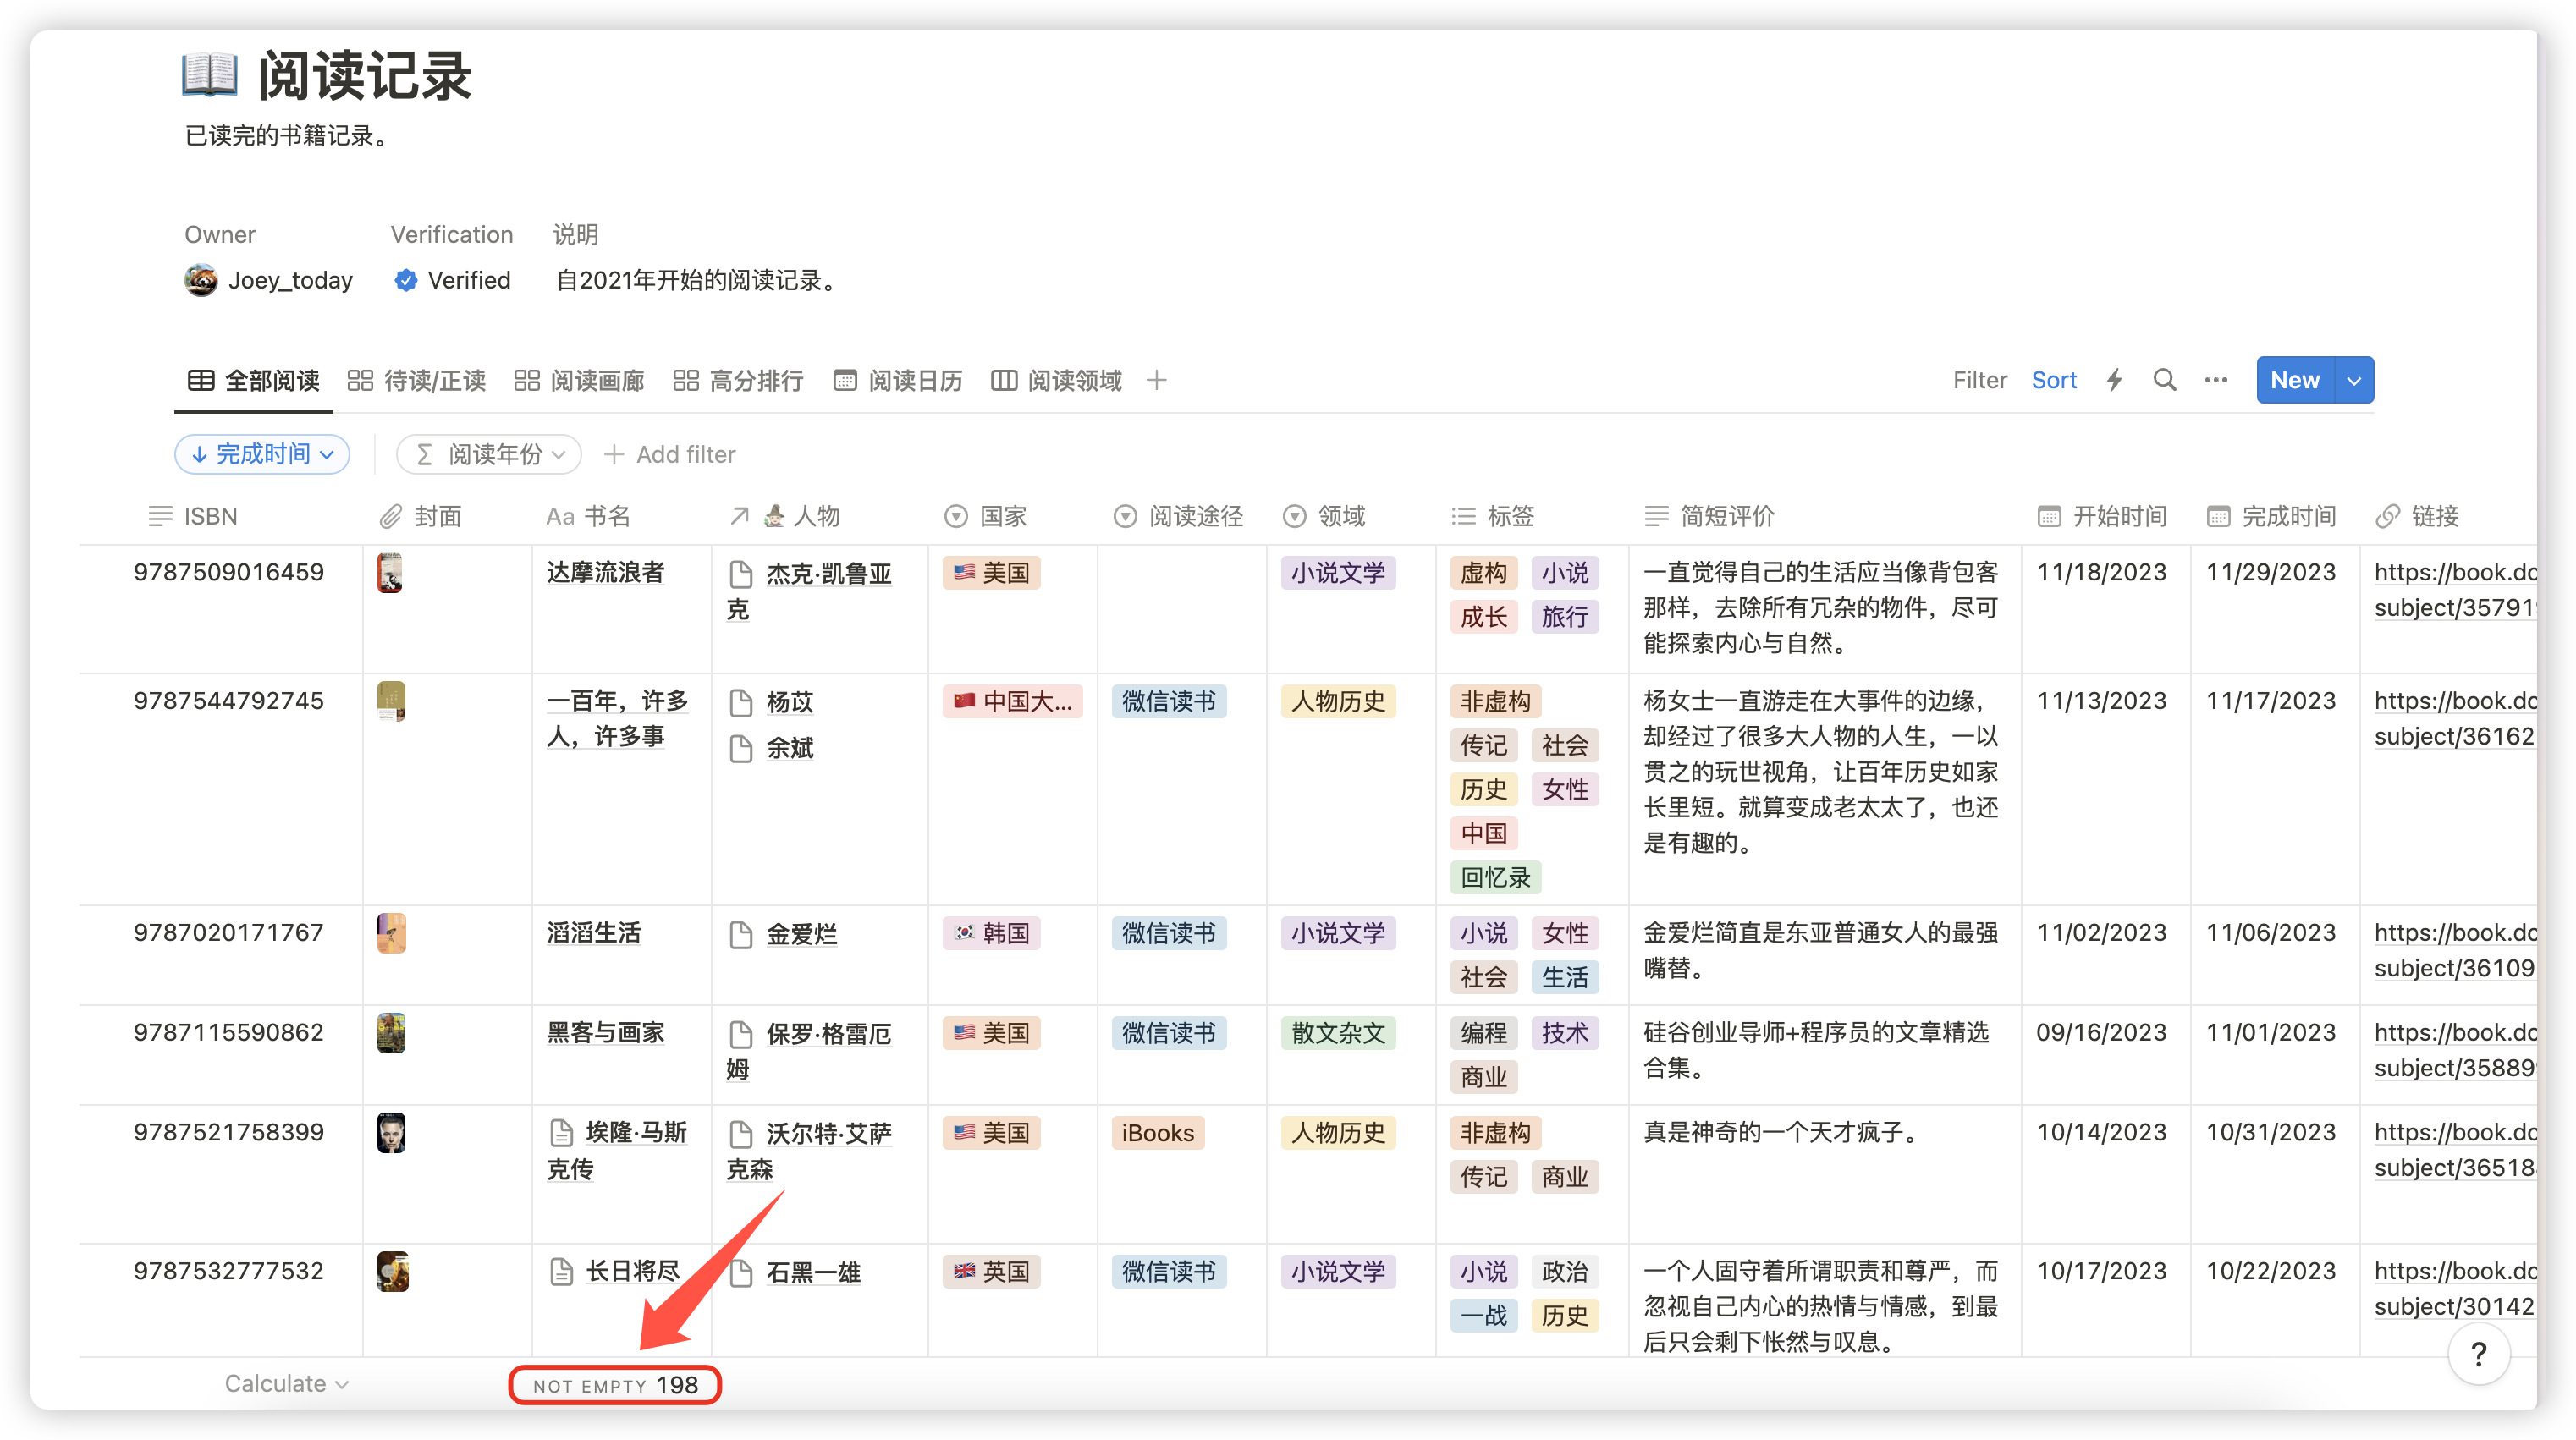 阅读记录
已读完的书籍记录。
Owner Verification 说明
Joey_today Verified 自2021年开始的阅读记录。
全部阅读 待读/正读 阅读画廊 高分排行 阅读日历 阅读领域 Filter Sort New
完成时间 阅读年份 Add filter
ISBN 封面 Aa 书名 人物 国家 阅读途径 领域 标签 简短评价 开始时间 完成时间 链接
9787509016459
达摩流浪者
杰克·凯鲁亚
克
美国
小说文学
虚构 小说
成长 旅行
一直觉得自己的生活应当像背包客
那样，去除所有冗杂的物件，尽可
能探索内心与自然。
11/18/2023
11/29/2023
https://book.do
subject/35791
9787544792745
一百年，许多
人，许多事
杨苡
余斌
中国大...
微信读书
人物历史
非虚构
传记 社会
历史 女性
中国
回忆录
杨女士一直游走在大事件的边缘，
却经过了很多大人物的人生，一以
贯之的玩世视角，让百年历史如家
长里短。就算变成老太太了，也还
是有趣的。
11/13/2023
11/17/2023
https://book.do
subject/36162
9787020171767
滔滔生活
金爱烂
韩国
微信读书
小说文学
小说 女性
社会 生活
金爱烂简直是东亚普通女人的最强
嘴替。
11/02/2023
11/06/2023
https://book.do
subject/36109
9787115590862
黑客与画家
保罗·格雷厄
姆
美国
微信读书
散文杂文
编程 技术
商业
硅谷创业导师+程序员的文章精选
合集。
09/16/2023
11/01/2023
https://book.do
subject/35889
9787521758399
埃隆·马斯
克传
沃尔特·艾萨
克森
美国
iBooks
人物历史
非虚构
传记 商业
真是神奇的一个天才疯子。
10/14/2023
10/31/2023
https://book.do
subject/36518
9787532777532
长日将尽
石黑一雄
英国
微信读书
小说文学
小说 政治
一战 历史
一个人固守着所谓职责和尊严，而
忽视自己内心的热情与情感，到最
后只会剩下怅然与叹息。
10/17/2023
10/22/2023
https://book.do
subject/30142
?
Calculate NOT EMPTY 198